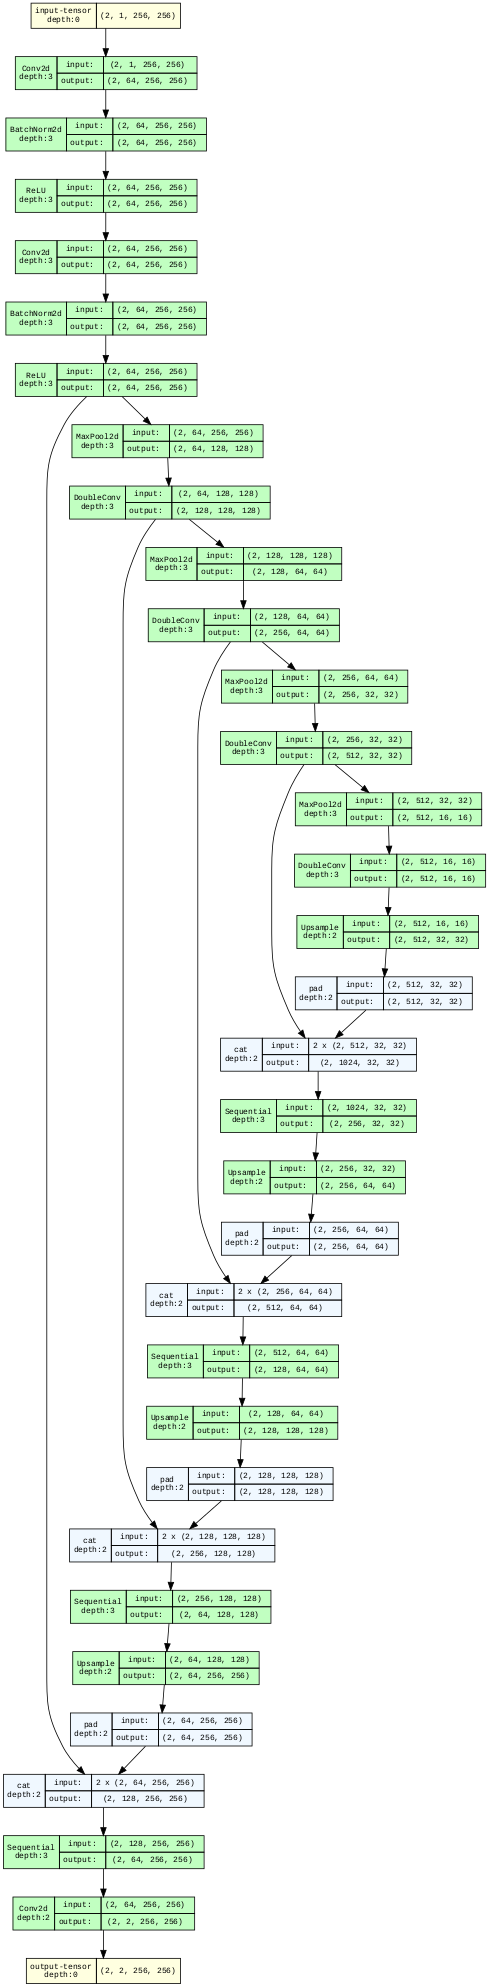 input-tensor
depth:0
(2, 1, 256, 256)
Conv2d
depth:3
input:
(2, 1, 256, 256)
output:
(2, 64, 256, 256)
BatchNorm2d
depth:3
input:
(2, 64, 256, 256)
output:
(2, 64, 256, 256)
ReLU
depth:3
input:
(2, 64, 256, 256)
output:
(2, 64, 256, 256)
Conv2d
depth:3
input:
(2, 64, 256, 256)
output:
(2, 64, 256, 256)
BatchNorm2d
depth:3
input:
(2, 64, 256, 256)
output:
(2, 64, 256, 256)
ReLU
depth:3
input:
(2, 64, 256, 256)
output:
(2, 64, 256, 256)
MaxPool2d
depth:3
input:
(2, 64, 256, 256)
output:
(2, 64, 128, 128)
DoubleConv
depth:3
input:
(2, 64, 128, 128)
output:
(2, 128, 128, 128)
MaxPool2d
depth:3
input:
(2, 128, 128, 128)
output:
(2, 128, 64, 64)
DoubleConv
depth:3
input:
(2, 128, 64, 64)
output:
(2, 256, 64, 64)
MaxPool2d
depth:3
input:
(2, 256, 64, 64)
output:
(2, 256, 32, 32)
DoubleConv
depth:3
input:
(2, 256, 32, 32)
output:
(2, 512, 32, 32)
MaxPool2d
depth:3
input:
(2, 512, 32, 32)
output:
(2, 512, 16, 16)
DoubleConv
depth:3
input:
(2, 512, 16, 16)
output:
(2, 512, 16, 16)
Upsample
depth:2
input:
(2, 512, 16, 16)
output:
(2, 512, 32, 32)
pad
depth:2
input:
(2, 512, 32, 32)
output:
(2, 512, 32, 32)
cat
depth:2
input:
2 x (2, 512, 32, 32)
output:
(2, 1024, 32, 32)
Sequential
depth:3
input:
(2, 1024, 32, 32)
output:
(2, 256, 32, 32)
Upsample
depth:2
input:
(2, 256, 32, 32)
output:
(2, 256, 64, 64)
pad
depth:2
input:
(2, 256, 64, 64)
output:
(2, 256, 64, 64)
cat
depth:2
input:
2 x (2, 256, 64, 64)
output:
(2, 512, 64, 64)
Sequential
depth:3
input:
(2, 512, 64, 64)
output:
(2, 128, 64, 64)
Upsample
depth:2
input:
(2, 128, 64, 64)
output:
(2, 128, 128, 128)
pad
depth:2
input:
(2, 128, 128, 128)
output:
(2, 128, 128, 128)
cat
depth:2
input:
2 x (2, 128, 128, 128)
output:
(2, 256, 128, 128)
Sequential
depth:3
input:
(2, 256, 128, 128)
output:
(2, 64, 128, 128)
Upsample
depth:2
input:
(2, 64, 128, 128)
output:
(2, 64, 256, 256)
pad
depth:2
input:
(2, 64, 256, 256)
output:
(2, 64, 256, 256)
cat
depth:2
input:
2 x (2, 64, 256, 256)
output:
(2, 128, 256, 256)
Sequential
depth:3
input:
(2, 128, 256, 256)
output:
(2, 64, 256, 256)
Conv2d
depth:2
input:
(2, 64, 256, 256)
output:
(2, 2, 256, 256)
output-tensor
depth:0
(2, 2, 256, 256)